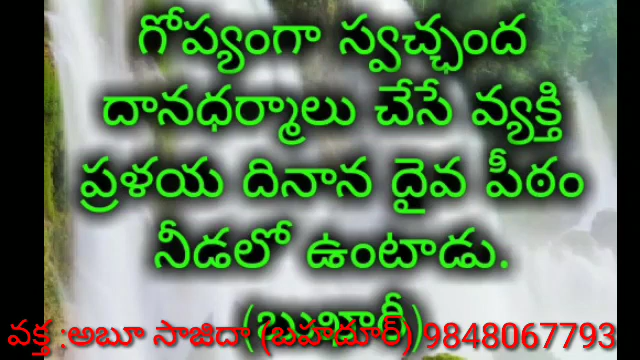 గోప్యంగా స్వచ్ఛంద
దానధర్మాలు చేసే వ్యక్తి
ప్రళయ దినాన దైవ పీఠం
నీడలో ఉంటాడు.
(బుఖారీ)
వక్త :అబూ సాజిదా (బహదూర్) 9848067793